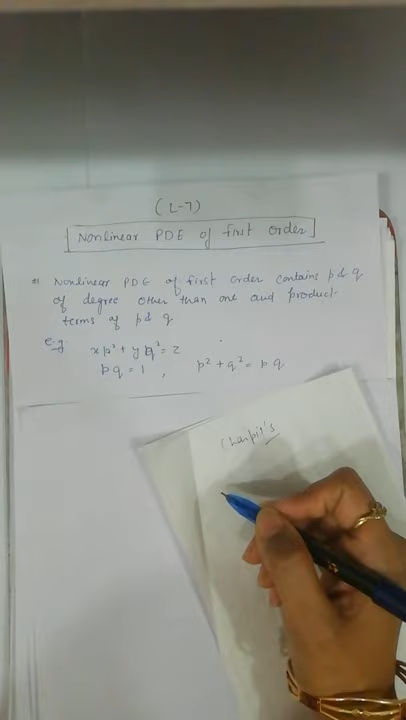 (L-7)
Nonlinear PDE of first order
Nonlinear PDE of first order contains p & q
of degree other than one and product
terms of p & q
e.g. xp² + yq² = z
pq = 1 , p² + q² = pq
Charpit's